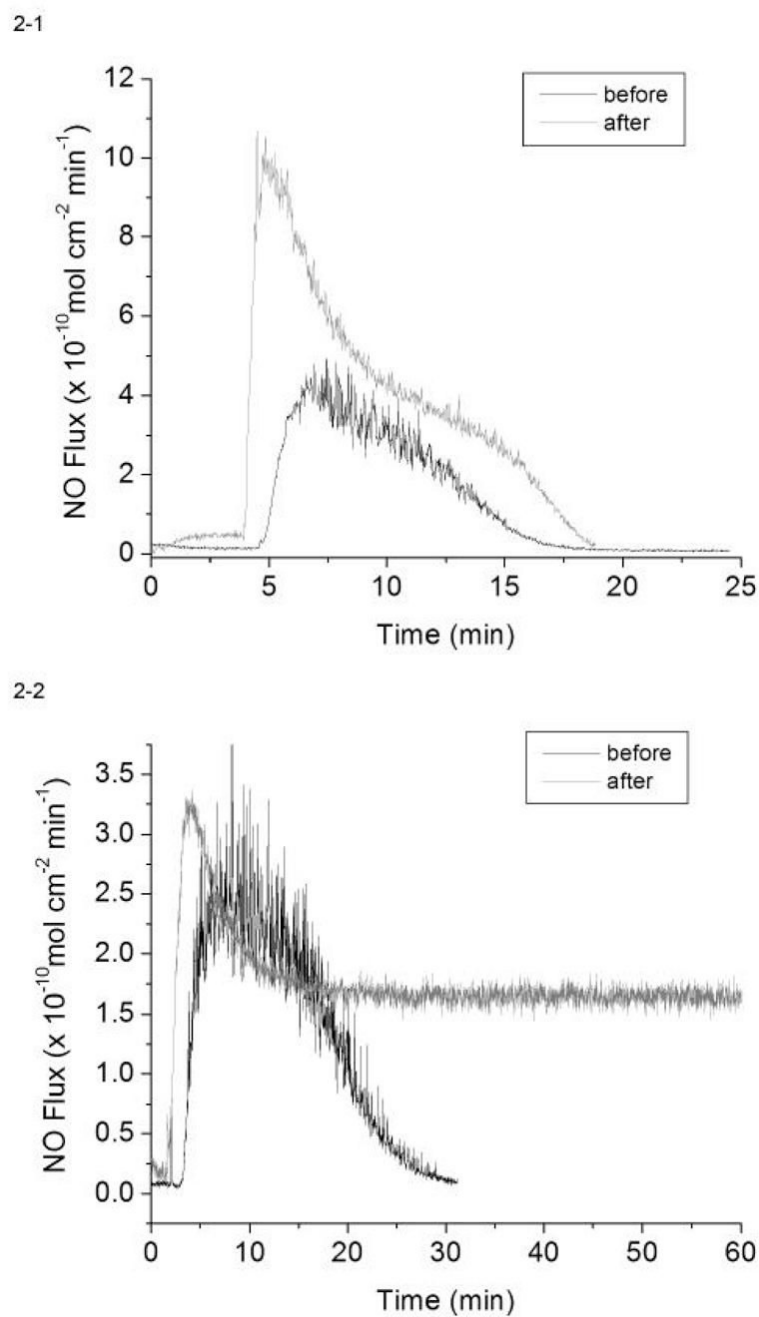 2-1
12
10
8
6
4
2
0
NO Flux (x 10⁻¹⁰mol cm⁻² min⁻¹)
before
after
0 5 10 15 20 25
Time (min)
2-2
3.5
3.0
2.5
2.0
1.5
1.0
0.5
0.0
NO Flux (x 10⁻¹⁰mol cm⁻² min⁻¹)
before
after
0 10 20 30 40 50 60
Time (min)